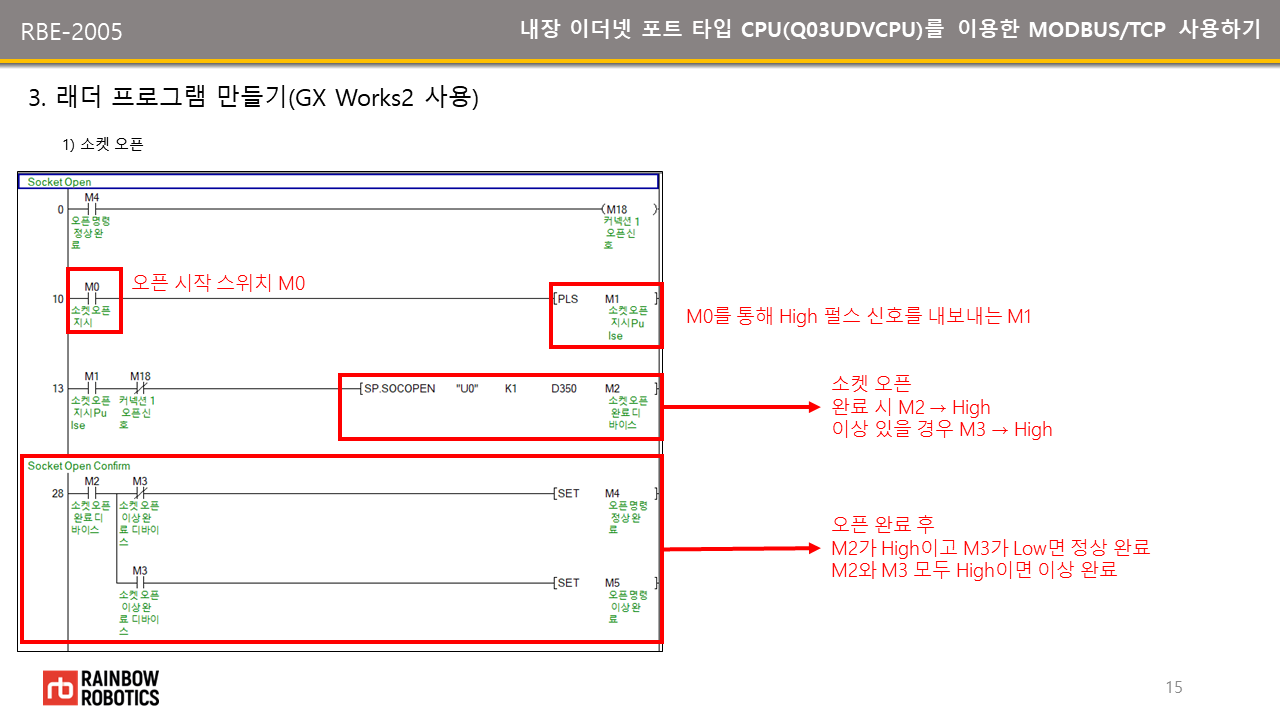 RBE-2005
내장 이더넷 포트 타입 CPU(Q03UDVCPU)를 이용한 MODBUS/TCP 사용하기
3. 래더 프로그램 만들기(GX Works2 사용)
1) 소켓 오픈
Socket Open
M4
0
(M18 )
오픈명령
정상완
료
커넥션 1
오픈신
호
M0
오픈 시작 스위치 M0
10
[PLS M1 ]
소켓오픈
지시
소켓오픈
지시Pu
lse
M0를 통해 High 펄스 신호를 내보내는 M1
M1 M18
13
[SP.SOCOPEN "U0" K1 D350 M2 ]
소켓오픈
지시Pu
lse
커넥션 1
오픈신
호
소켓오픈
완료디
바이스
소켓 오픈
완료 시 M2 → High
이상 있을 경우 M3 → High
Socket Open Confirm
M2 M3
28
[SET M4 ]
소켓오픈
완료디
바이스
소켓오픈
이상완
료 디바이
스
오픈명령
정상완
료
오픈 완료 후
M2가 High이고 M3가 Low면 정상 완료
M2와 M3 모두 High이면 이상 완료
M3
[SET M5 ]
소켓오픈
이상완
료 디바이
스
오픈명령
이상완
료
RAINBOW
ROBOTICS
15